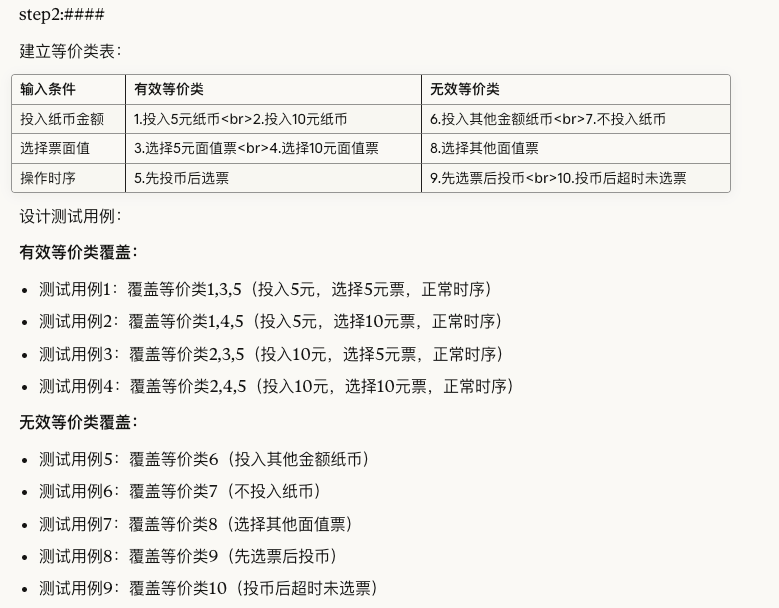 step2:####
建立等价类表：
输入条件 有效等价类 无效等价类
投入纸币金额 1.投入5元纸币<br>2.投入10元纸币 6.投入其他金额纸币<br>7.不投入纸币
选择票面值 3.选择5元面值票<br>4.选择10元面值票 8.选择其他面值票
操作时序 5.先投币后选票 9.先选票后投币<br>10.投币后超时未选票
设计测试用例：
有效等价类覆盖：
• 测试用例1：覆盖等价类1,3,5（投入5元，选择5元票，正常时序）
• 测试用例2：覆盖等价类1,4,5（投入5元，选择10元票，正常时序）
• 测试用例3：覆盖等价类2,3,5（投入10元，选择5元票，正常时序）
• 测试用例4：覆盖等价类2,4,5（投入10元，选择10元票，正常时序）
无效等价类覆盖：
• 测试用例5：覆盖等价类6（投入其他金额纸币）
• 测试用例6：覆盖等价类7（不投入纸币）
• 测试用例7：覆盖等价类8（选择其他面值票）
• 测试用例8：覆盖等价类9（先选票后投币）
• 测试用例9：覆盖等价类10（投币后超时未选票）